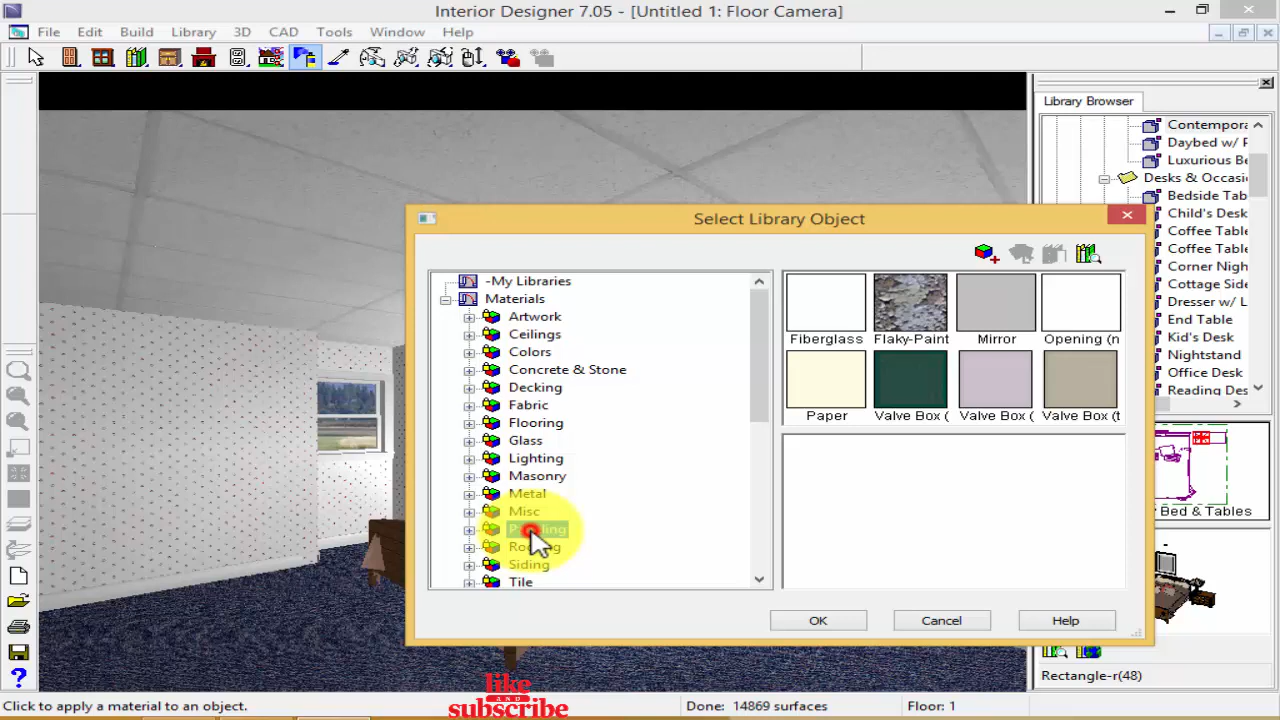 Interior Designer 7.05 - [Untitled 1: Floor Camera]
File Edit Build Library 3D CAD Tools Window Help
Library Browser
Contempora
Daybed w/ F
Luxurious Be
Desks & Occasi
Bedside Tab
Child's Desk
Coffee Table
Coffee Table
Corner Nigh
Cottage Side
Dresser w/ L
End Table
Kid's Desk
Nightstand
Office Desk
Reading Des
Bed & Tables
Rectangle-r(48)
Select Library Object
-My Libraries
Materials
Artwork
Ceilings
Colors
Concrete & Stone
Decking
Fabric
Flooring
Glass
Lighting
Masonry
Metal
Misc
Siding
Tile
Fiberglass Flaky-Paint Mirror Opening (n
Paper Valve Box ( Valve Box ( Valve Box (t
OK Cancel Help
like
AND
subscribe
Click to apply a material to an object. Done: 14869 surfaces Floor: 1